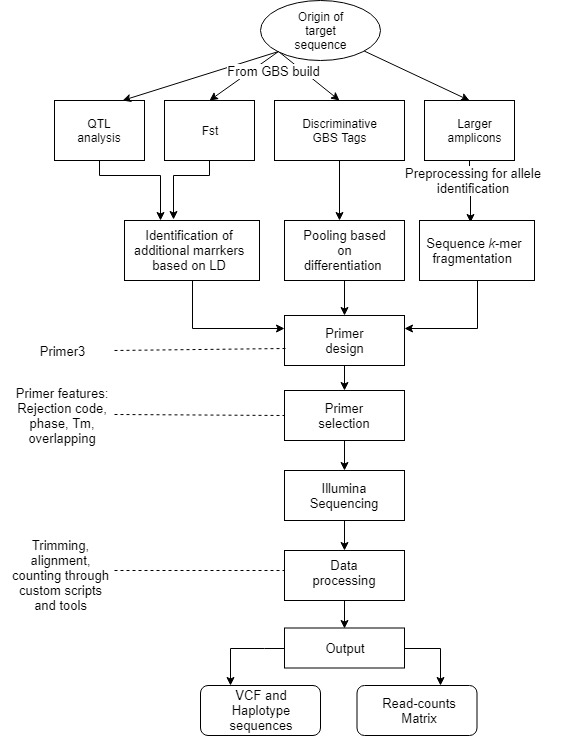 Origin of
target
sequence
From GBS build
QTL
analysis
Fst
Discriminative
GBS Tags
Larger
amplicons
Preprocessing for allele
identification
Identification of
additional marrkers
based on LD
Pooling based
on
differentiation
Sequence k-mer
fragmentation
Primer3
Primer
design
Primer features:
Rejection code,
phase, Tm,
overlapping
Primer
selection
Illumina
Sequencing
Trimming,
alignment,
counting through
custom scripts
and tools
Data
processing
Output
VCF and
Haplotype
sequences
Read-counts
Matrix